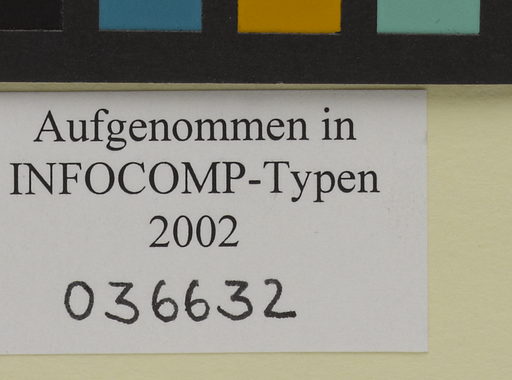 Aufgenommen in
INFOCOMP-Typen
2002
036632